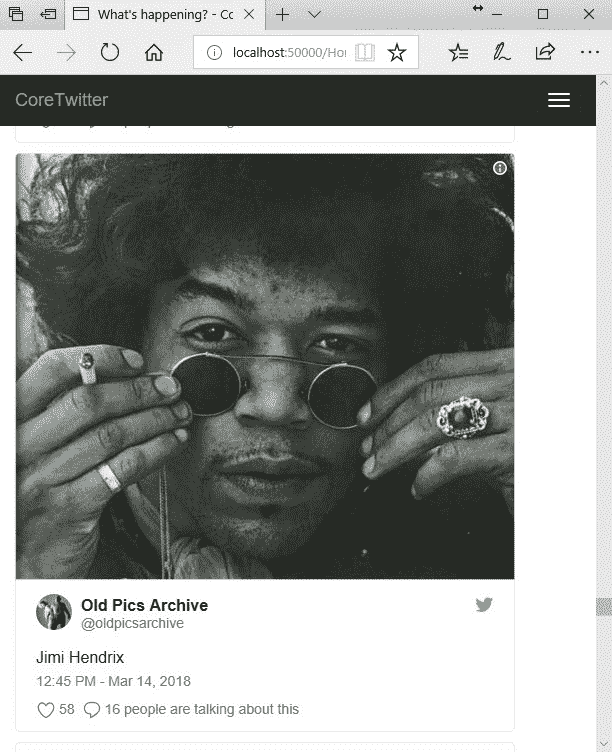 What's happening? - Cc
localhost:50000/Hor
CoreTwitter
Old Pics Archive
@oldpicsarchive
Jimi Hendrix
12:45 PM - Mar 14, 2018
58 16 people are talking about this